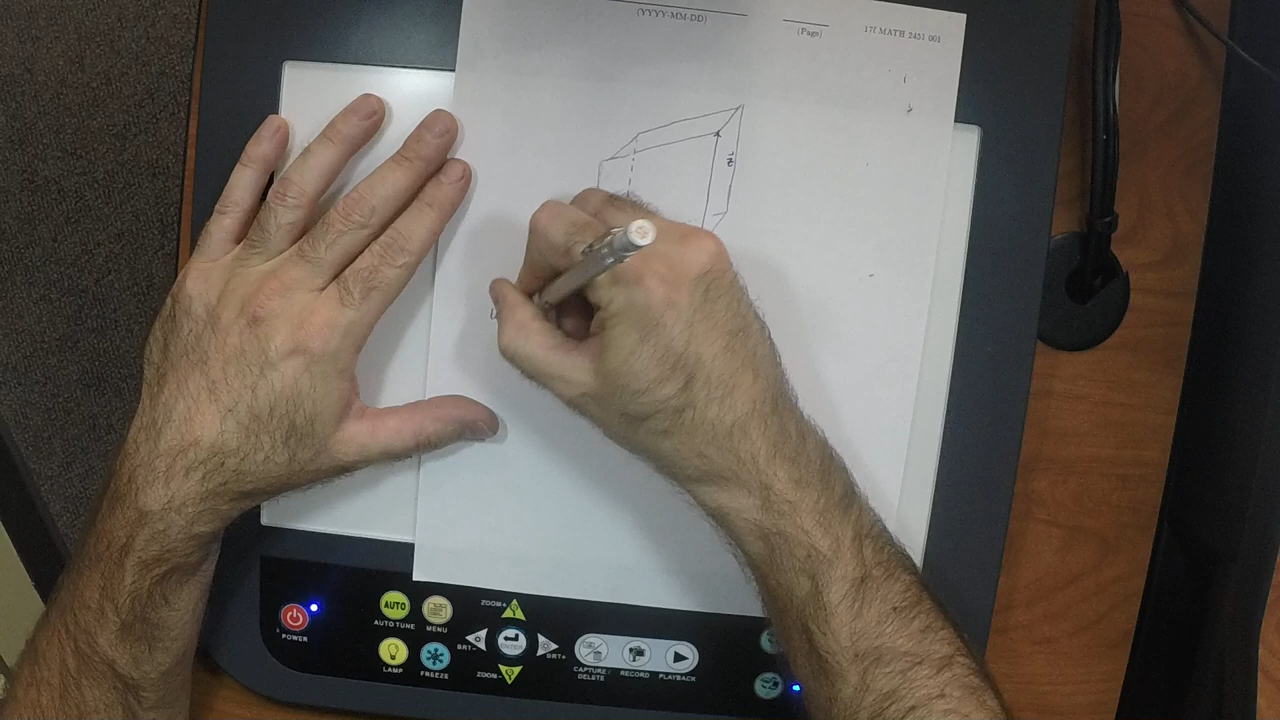 (YYYY-MM-DD)
(Page)
17f MATH 2451 001
POWER
AUTO
AUTO TUNE
MENU
LAMP
FREEZE
ZOOM+
BRT-
ENTER
BRT+
ZOOM-
CAPTURE/
DELETE
RECORD
PLAYBACK